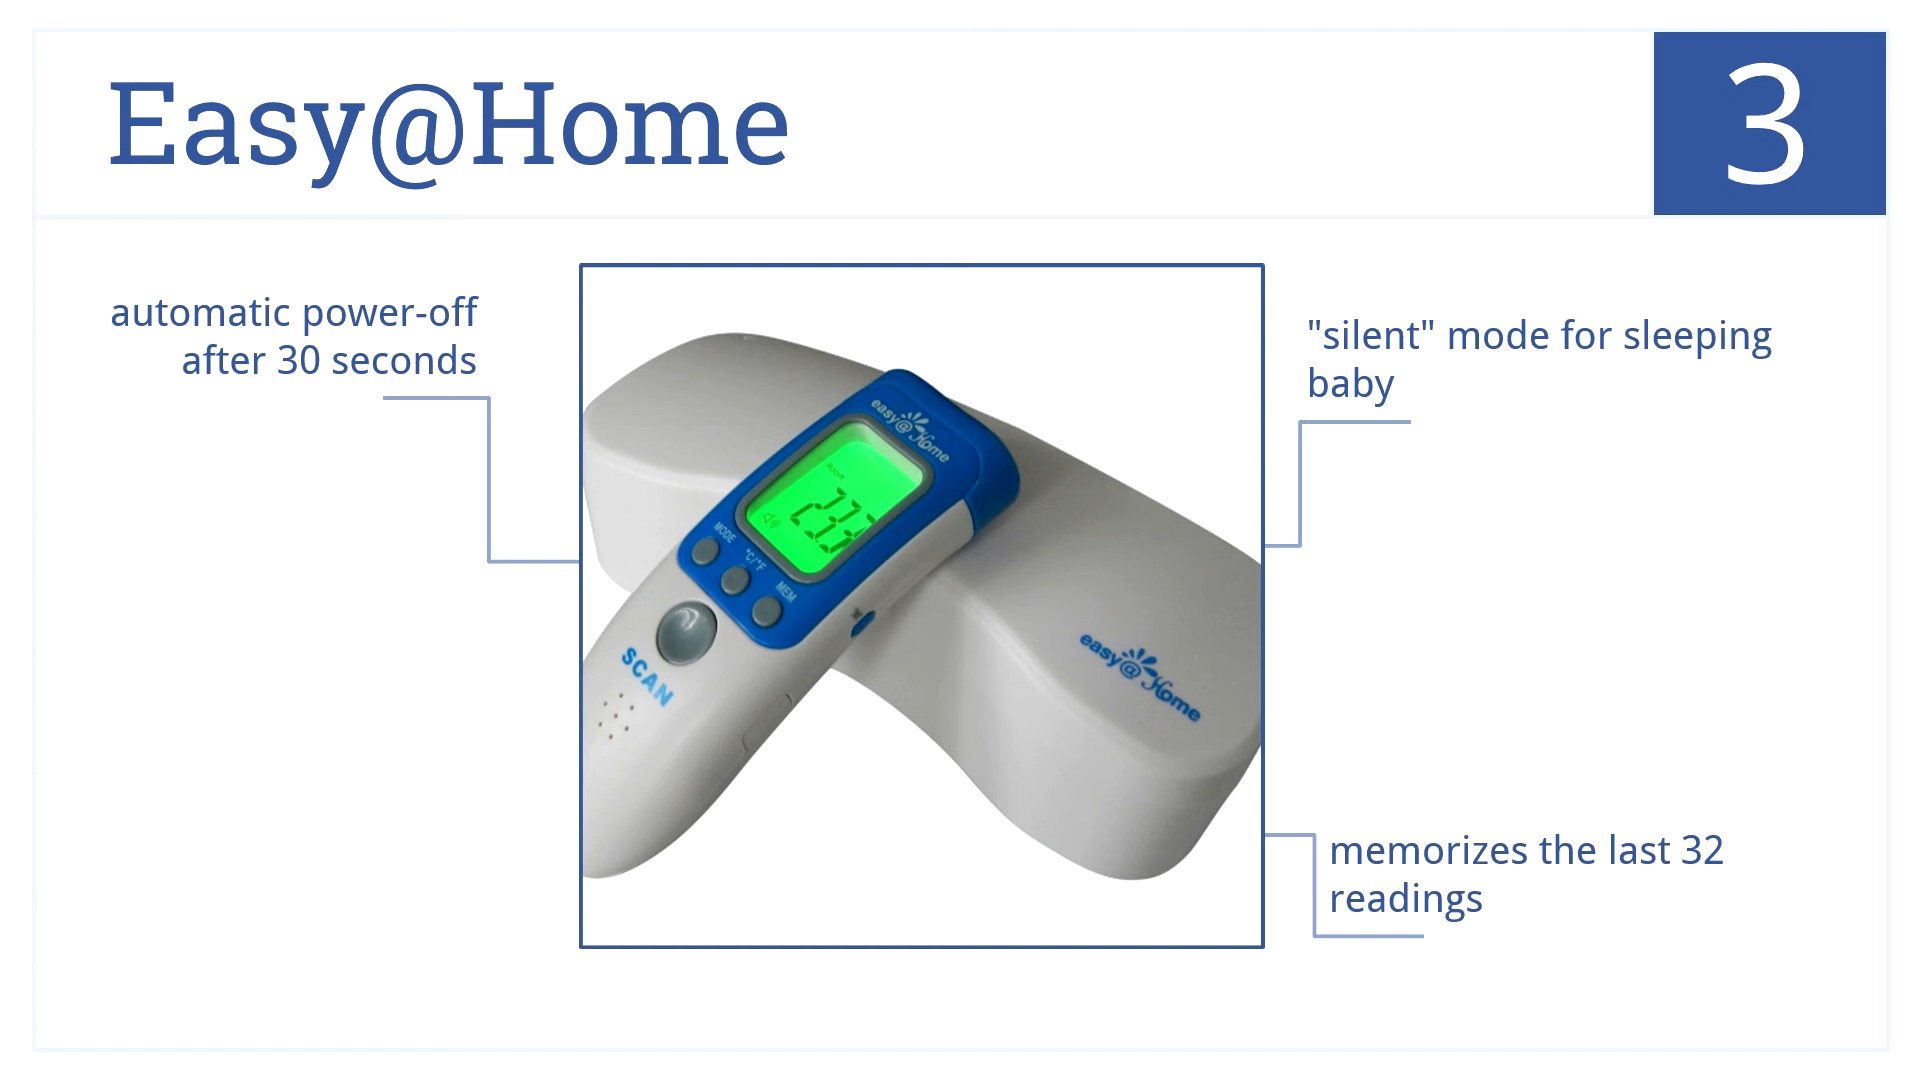 Easy@Home
3
automatic power-off
after 30 seconds
"silent" mode for sleeping
baby
easy@Home
Room
MODE
°C/°F
MEM
SCAN
easy@Home
memorizes the last 32
readings